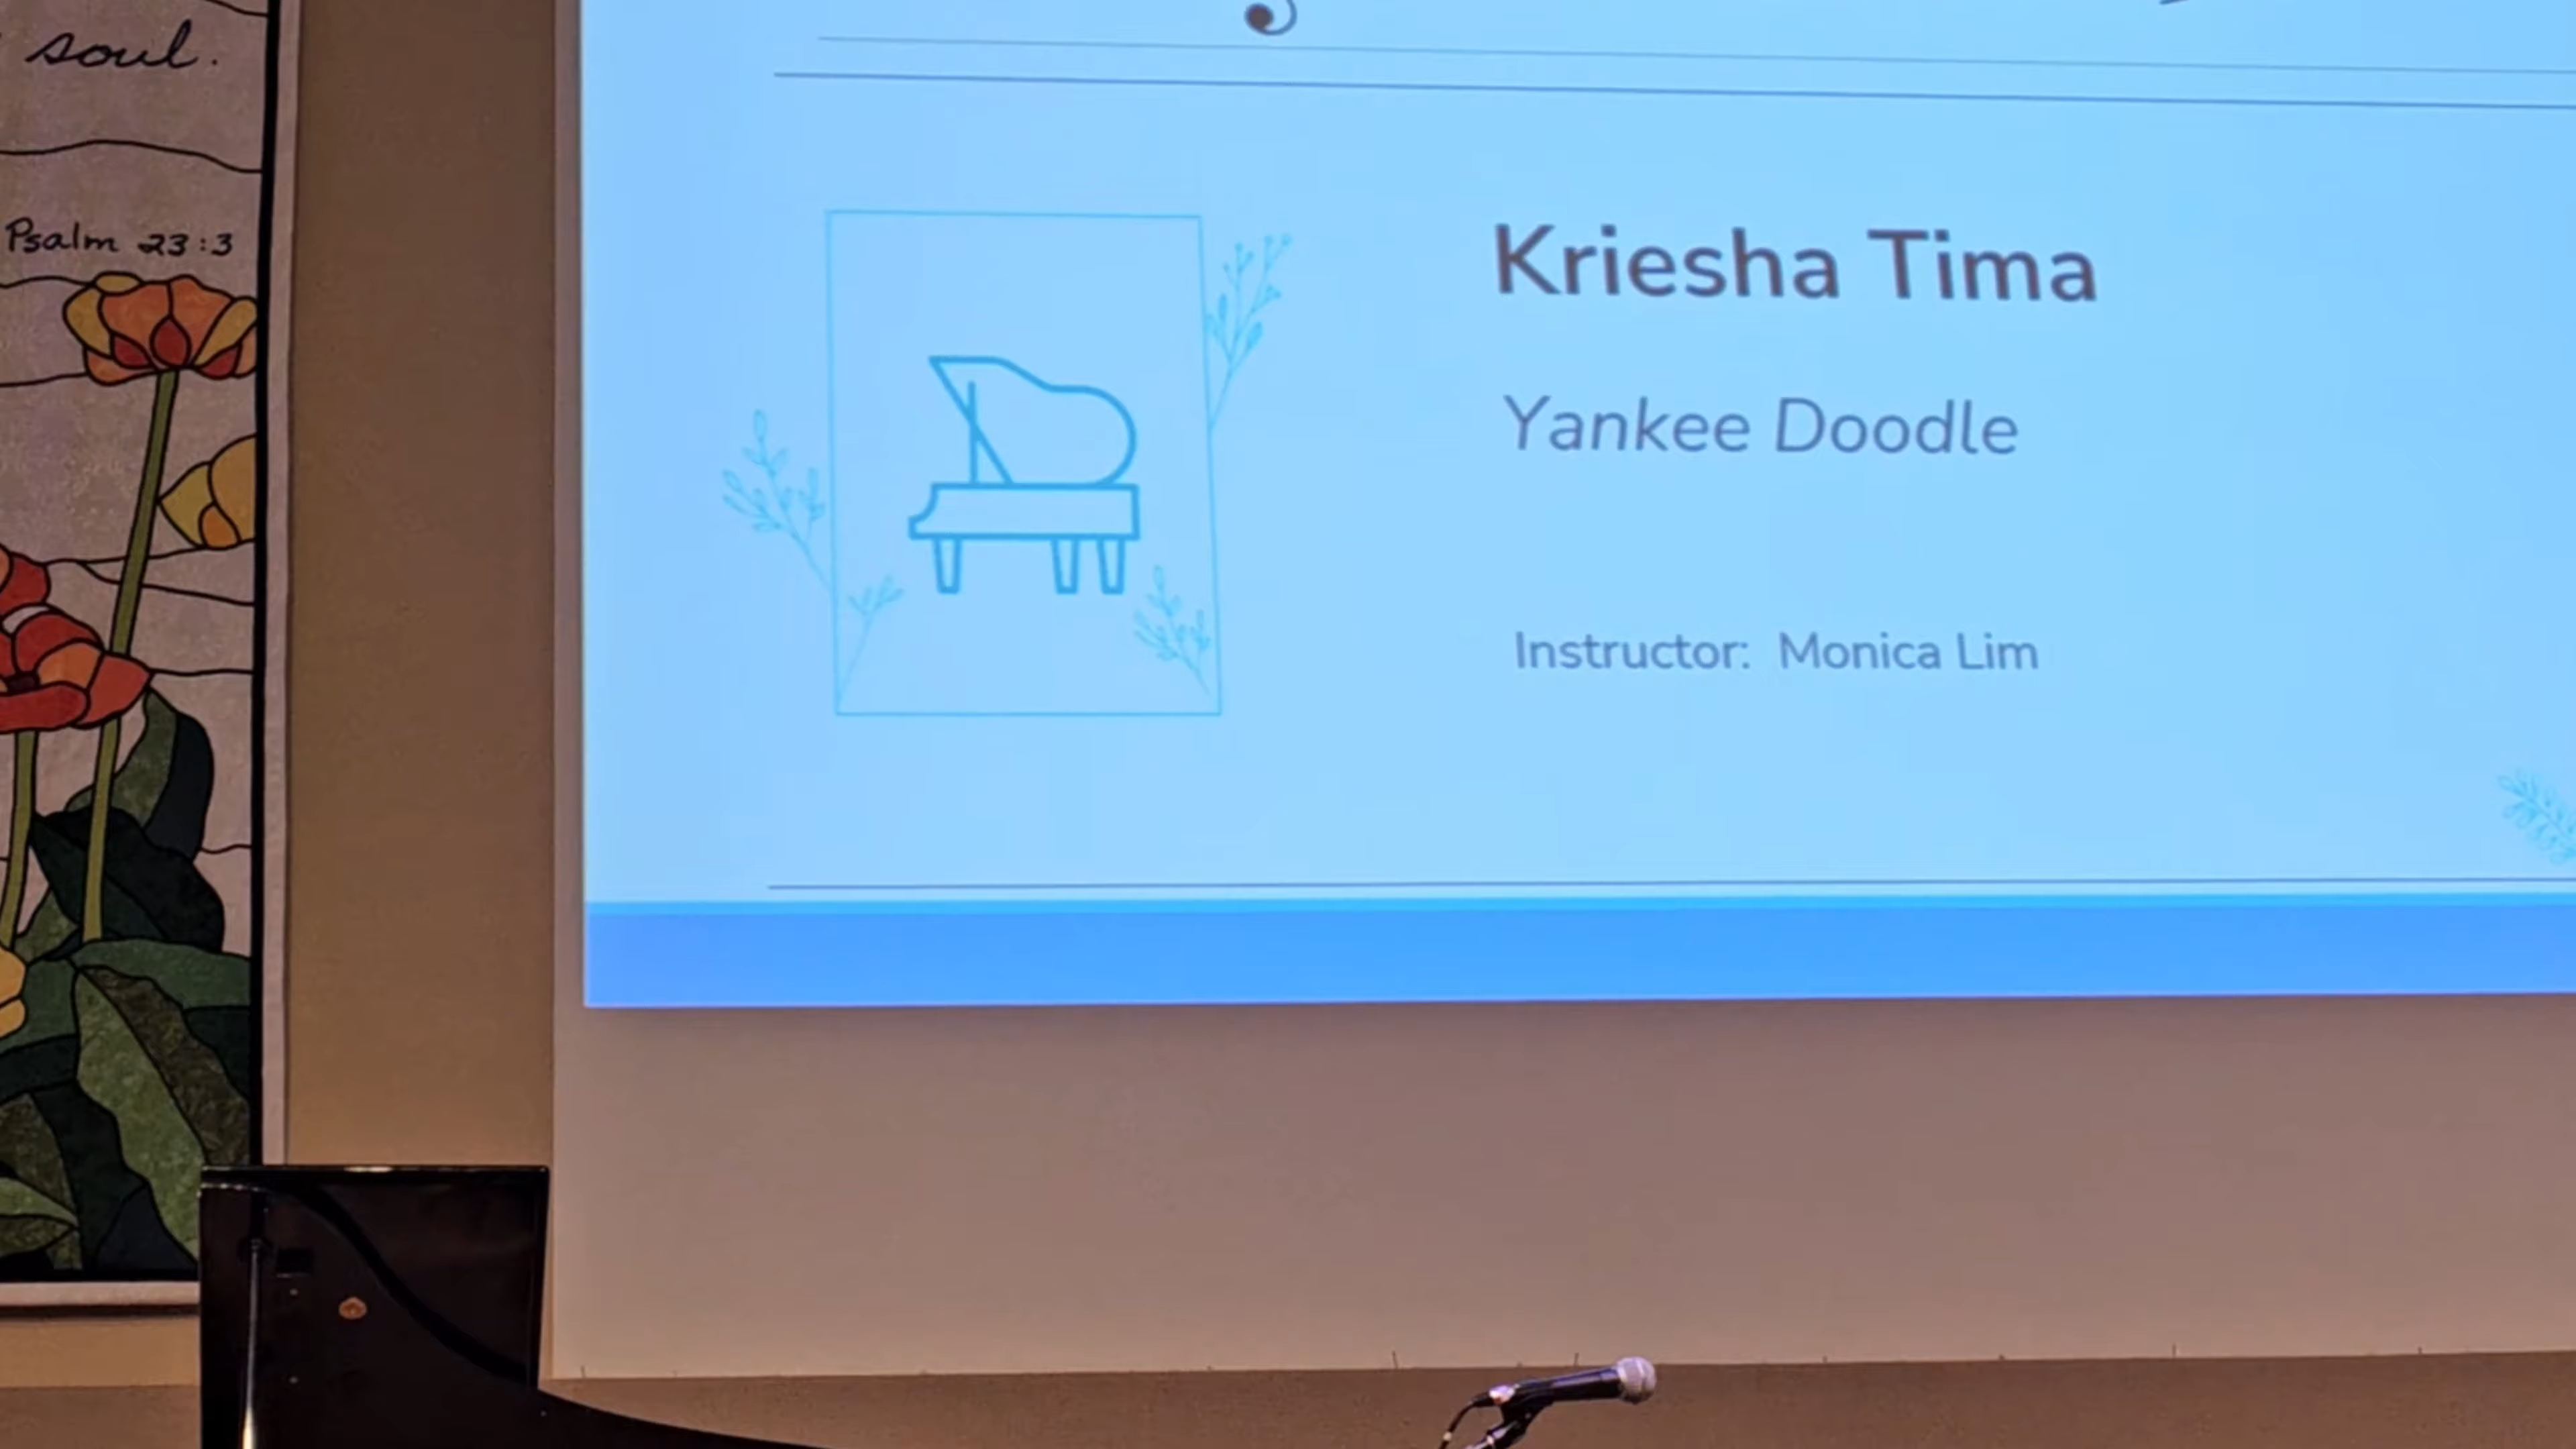 soul.
Psalm 23:3
Kriesha Tima
Yankee Doodle
Instructor: Monica Lim